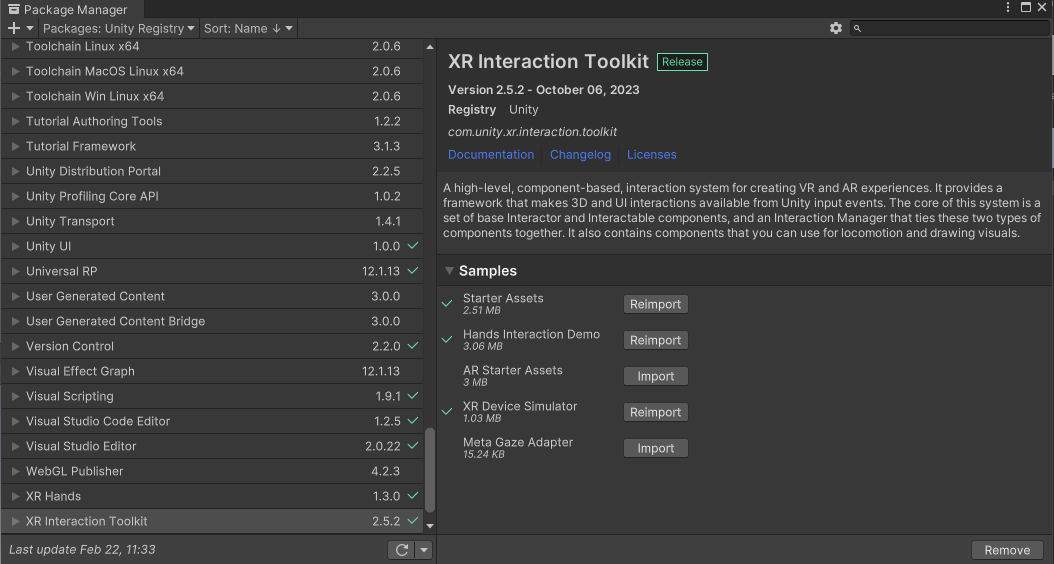 Package Manager
Packages: Unity Registry Sort: Name ↓
Toolchain Linux x64 2.0.6
Toolchain MacOS Linux x64 2.0.6
Toolchain Win Linux x64 2.0.6
Tutorial Authoring Tools 1.2.2
Tutorial Framework 3.1.3
Unity Distribution Portal 2.2.5
Unity Profiling Core API 1.0.2
Unity Transport 1.4.1
Unity UI 1.0.0
Universal RP 12.1.13
User Generated Content 3.0.0
User Generated Content Bridge 3.0.0
Version Control 2.2.0
Visual Effect Graph 12.1.13
Visual Scripting 1.9.1
Visual Studio Code Editor 1.2.5
Visual Studio Editor 2.0.22
WebGL Publisher 4.2.3
XR Hands 1.3.0
XR Interaction Toolkit 2.5.2
Last update Feb 22, 11:33
XR Interaction Toolkit Release
Version 2.5.2 - October 06, 2023
Registry Unity
com.unity.xr.interaction.toolkit
Documentation Changelog Licenses
A high-level, component-based, interaction system for creating VR and AR experiences. It provides a
framework that makes 3D and UI interactions available from Unity input events. The core of this system is a
set of base Interactor and Interactable components, and an Interaction Manager that ties these two types of
components together. It also contains components that you can use for locomotion and drawing visuals.
Samples
Starter Assets
2.51 MB
Reimport
Hands Interaction Demo
3.06 MB
Reimport
AR Starter Assets
3 MB
Import
XR Device Simulator
1.03 MB
Reimport
Meta Gaze Adapter
15.24 KB
Import
Remove